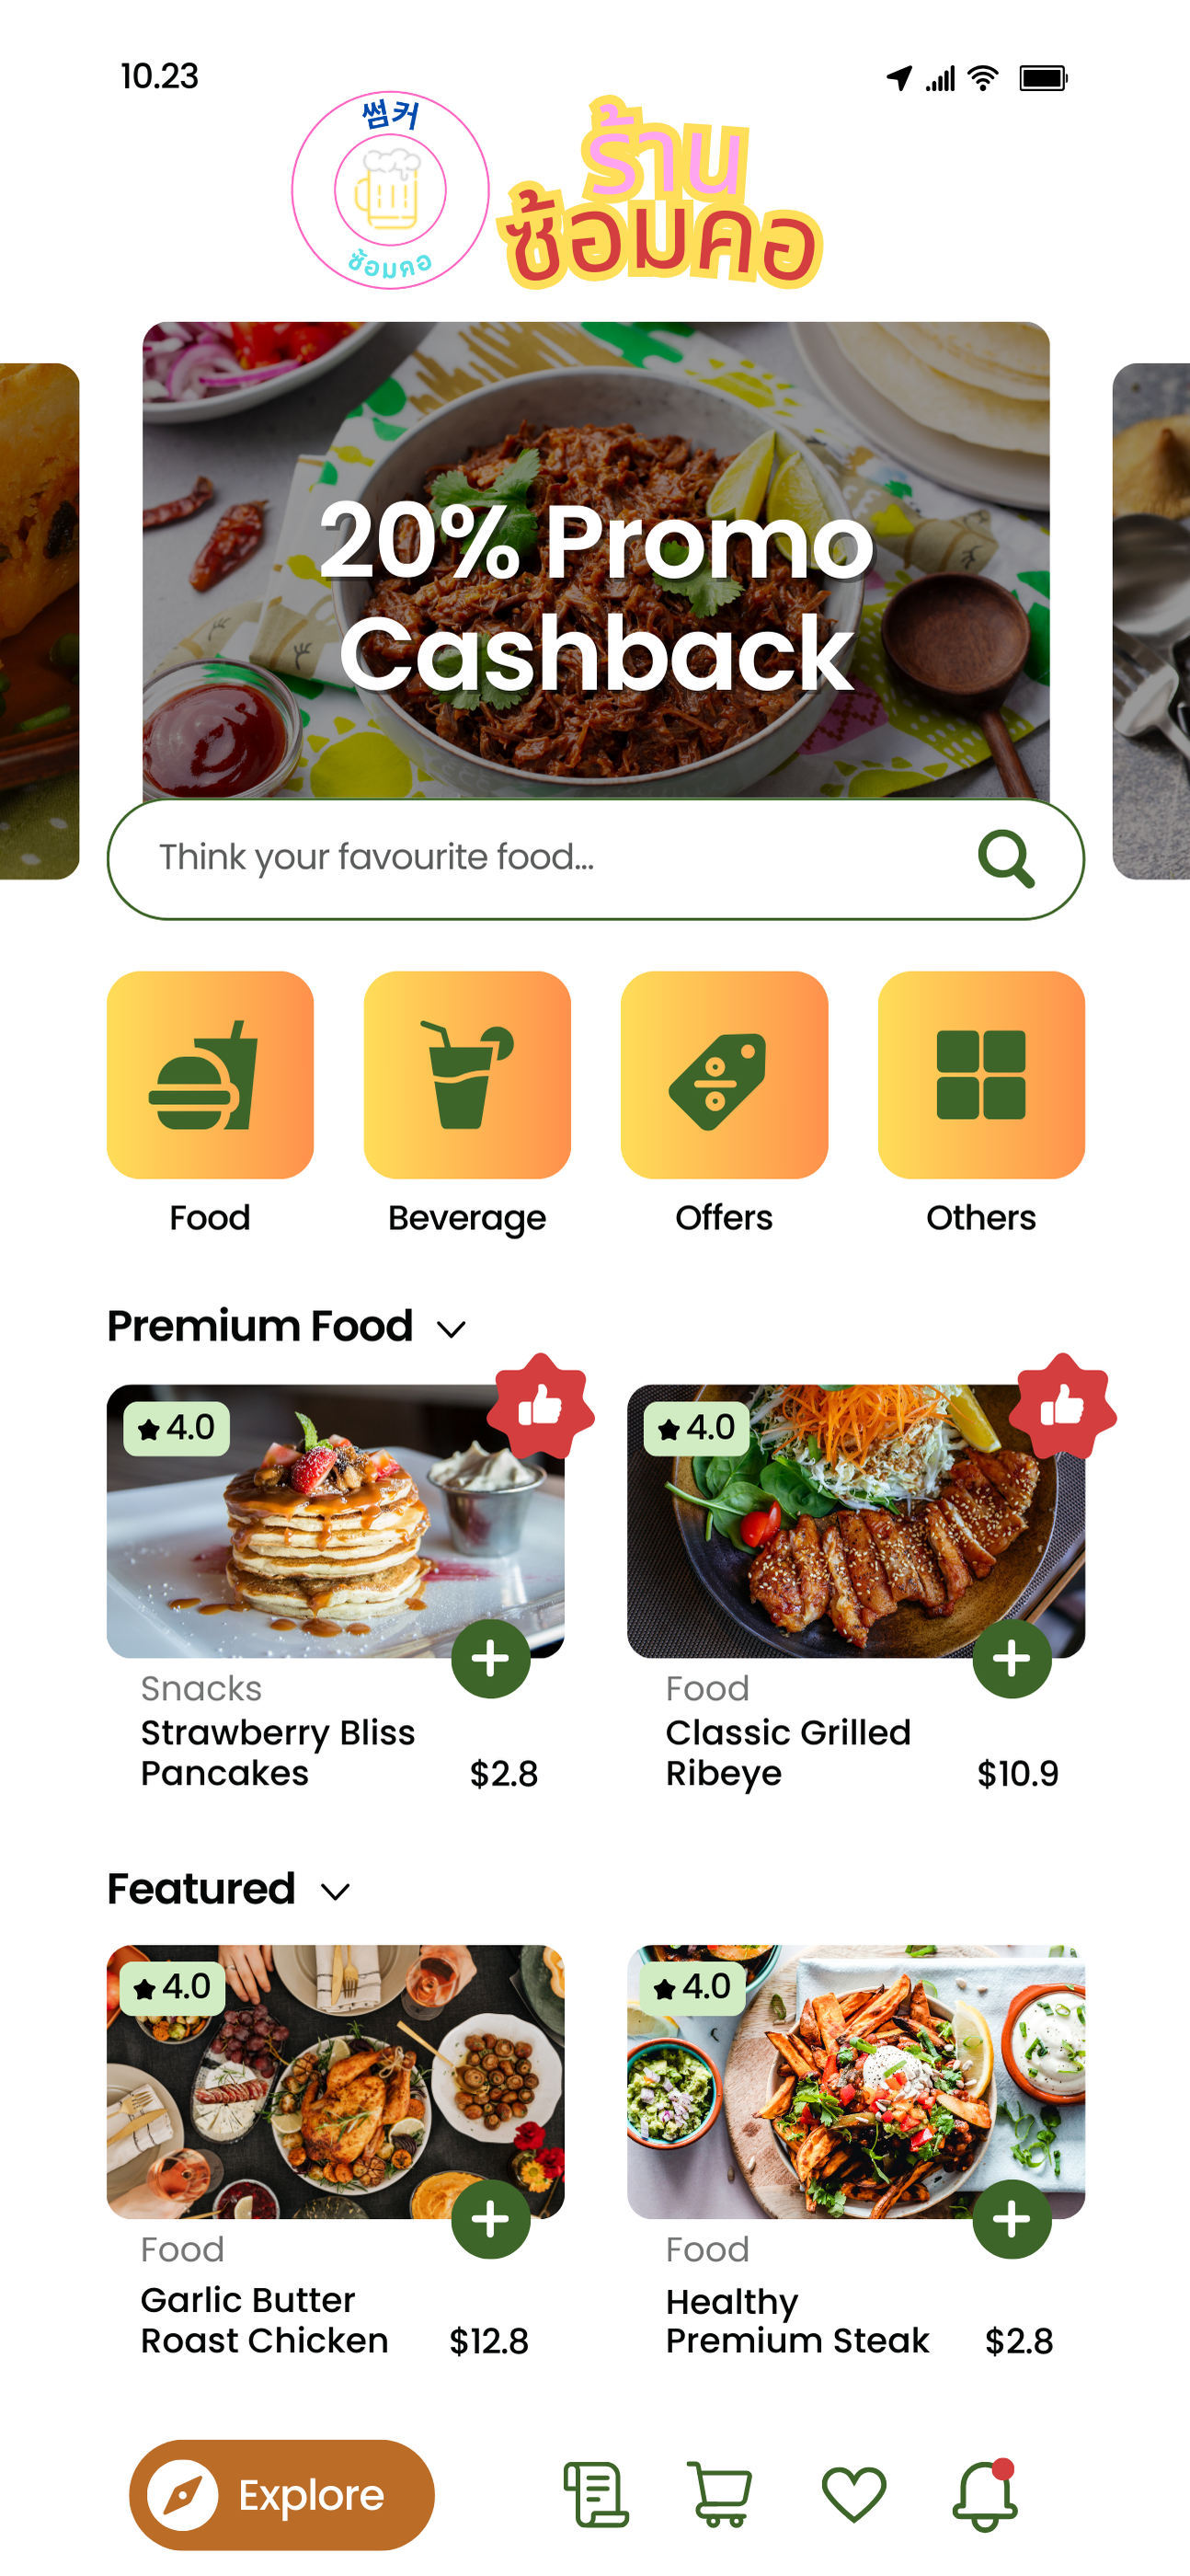 10.23
썸커
ซ้อมคอ
ร้าน
ซ้อมคอ
20% Promo
Cashback
Think your favourite food...
Food
Beverage
Offers
Others
Premium Food
4.0
4.0
Snacks
Strawberry Bliss
Pancakes
$2.8
Food
Classic Grilled
Ribeye
$10.9
Featured
4.0
4.0
Food
Garlic Butter
Roast Chicken
$12.8
Food
Healthy
Premium Steak
$2.8
Explore